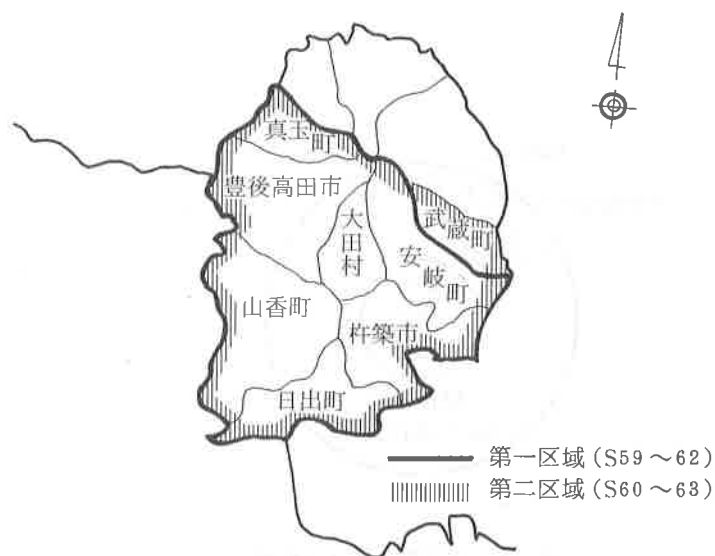 真玉町
豊後高田市
武蔵町
大田村
安岐町
山香町
杵築市
日出町
第一区域(S59~62)
第二区域(S60~63)